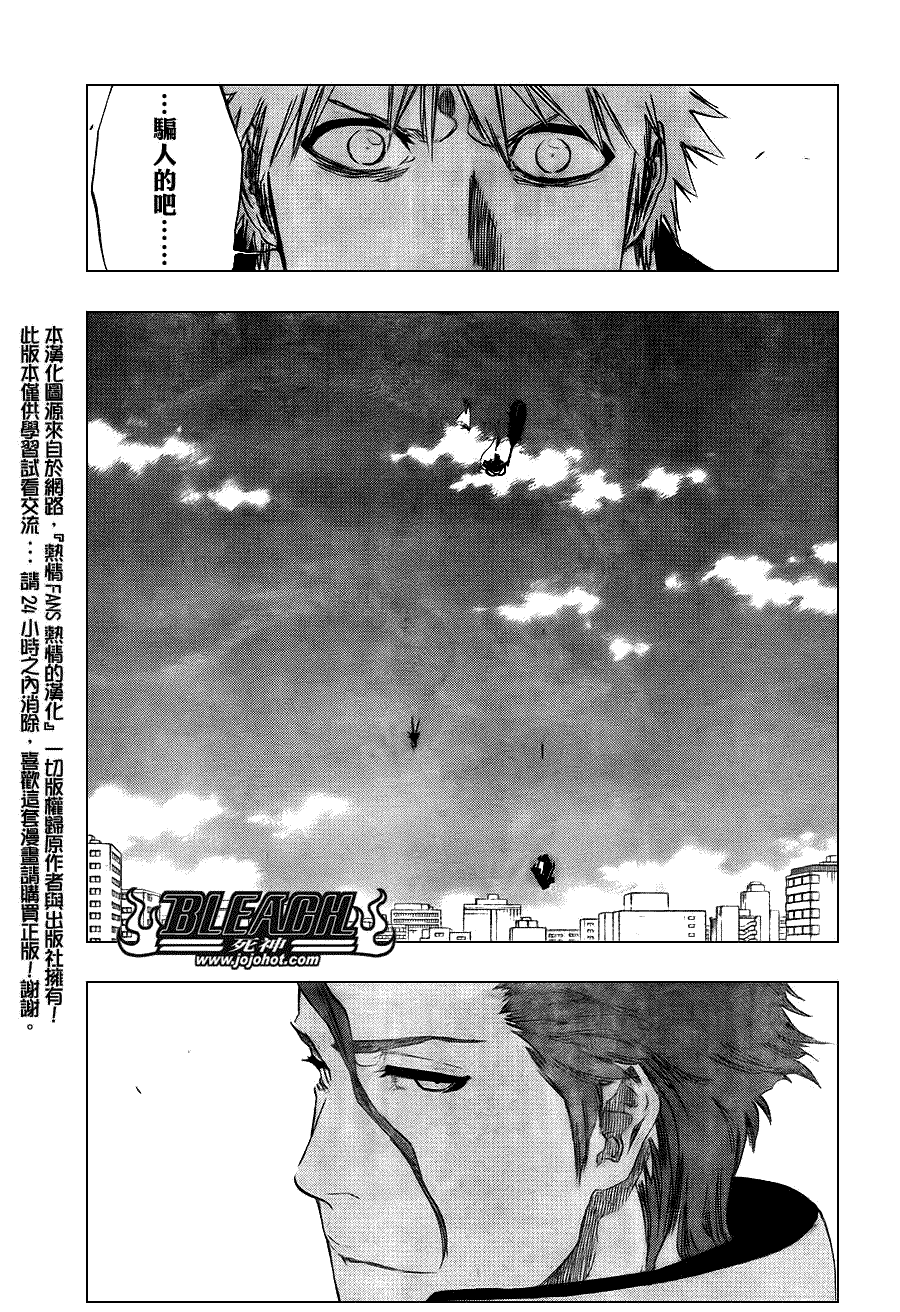 …騙人的吧……
本漢化圖源來自於網路，『熱情FANS熱情的漢化』一切版權歸原作者與出版社擁有！
此版本僅供學習試看交流… 請24小時之內消除，喜歡這套漫畫請購買正版！謝謝。
BLEACH
死神
www.jojohot.com